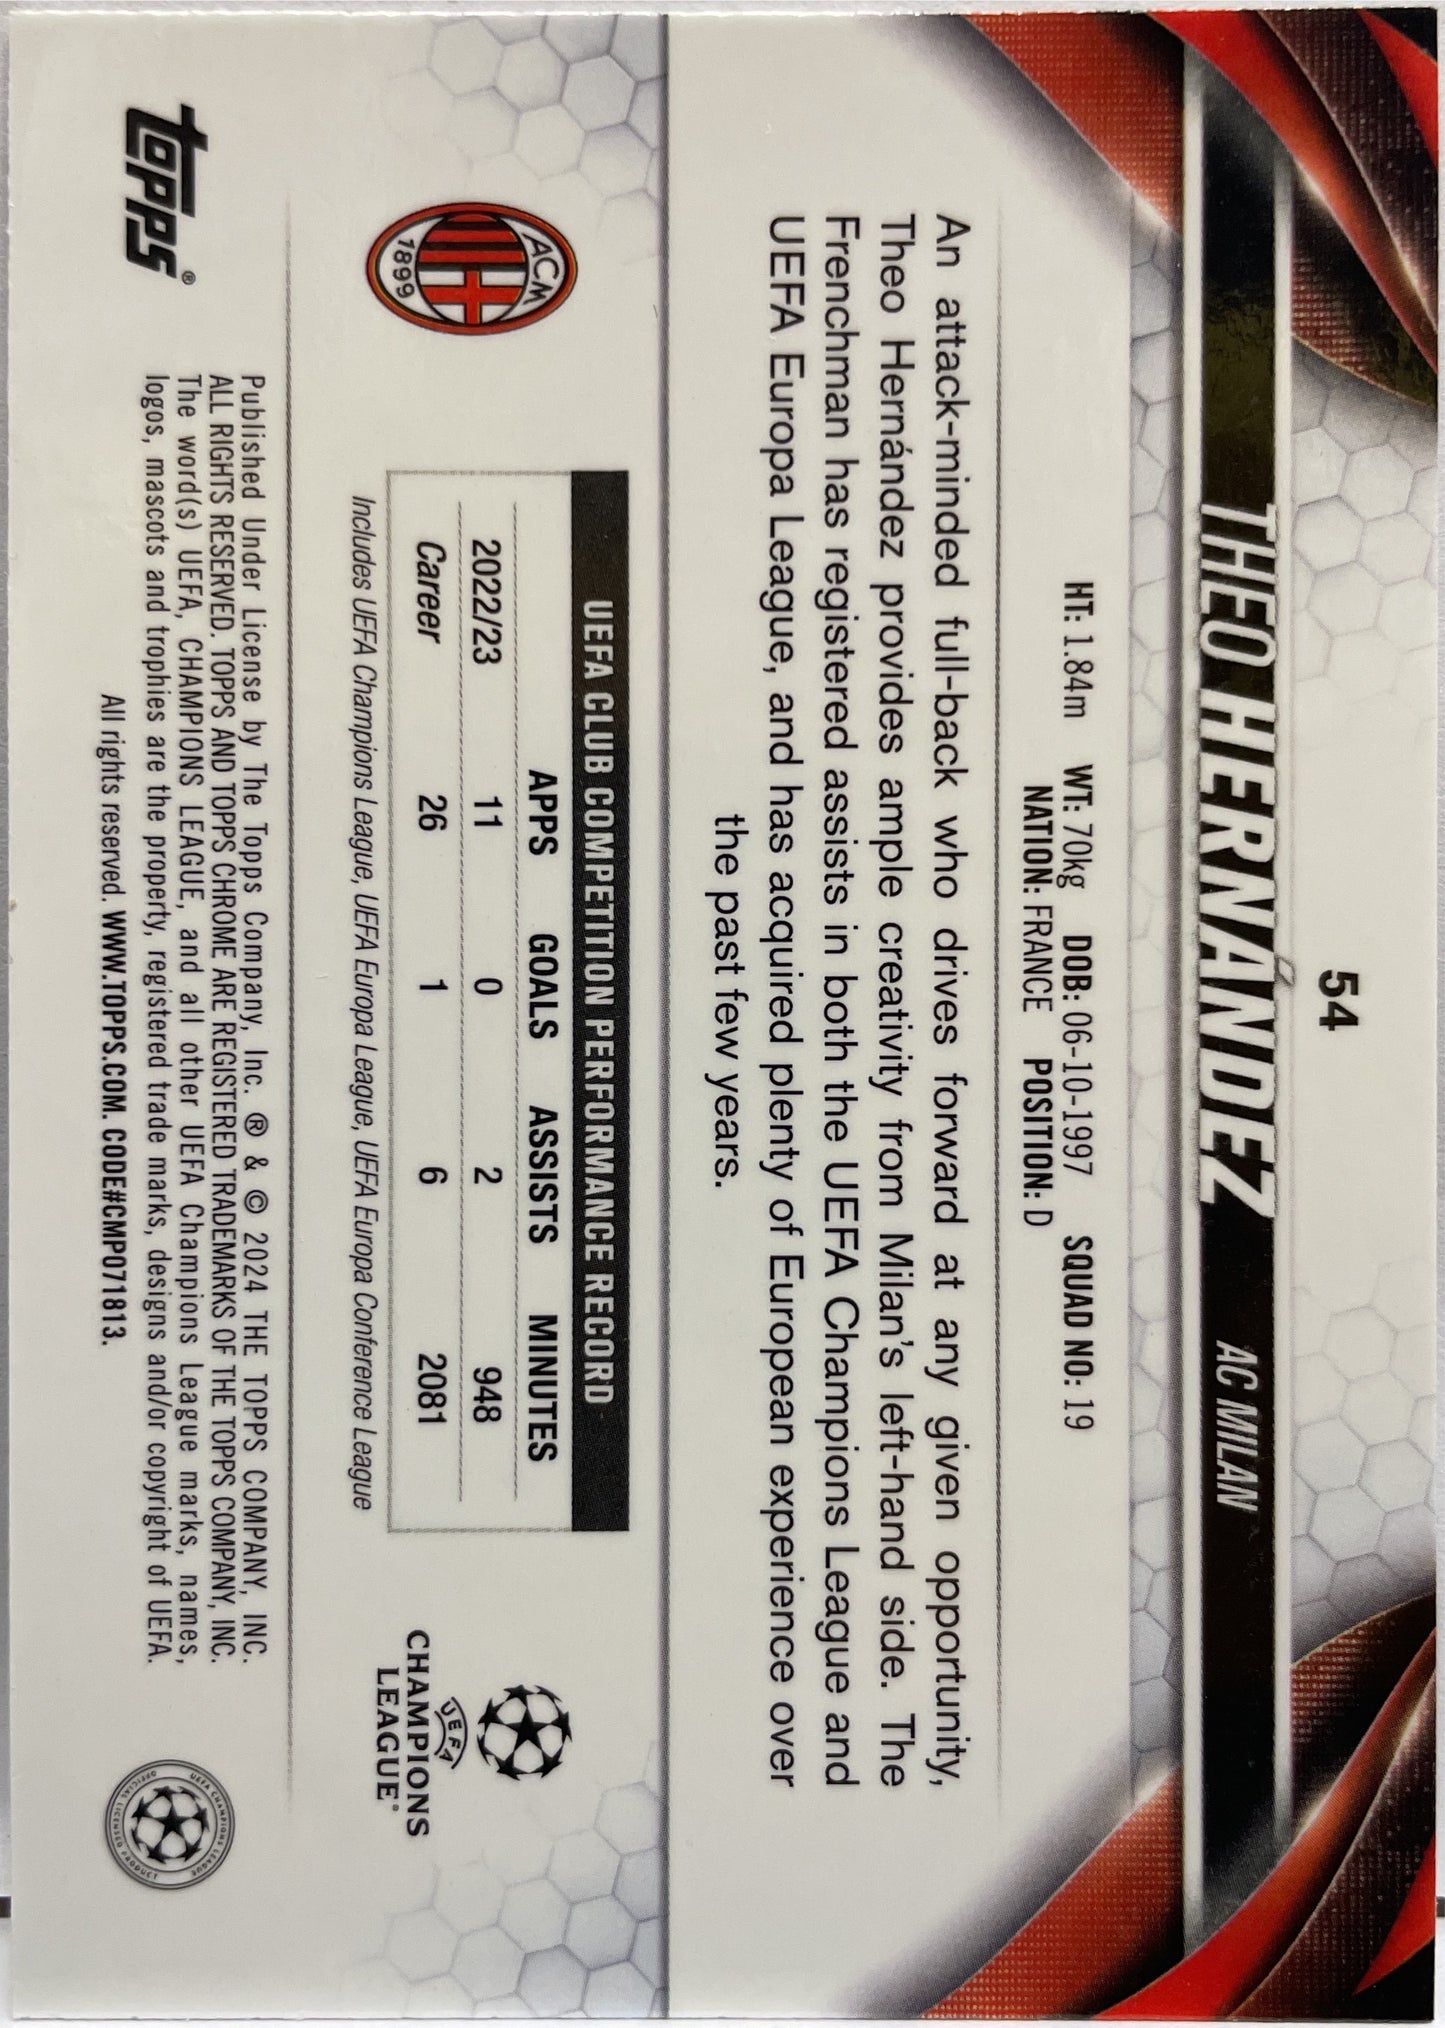 54
THEO HERNÁNDEZ AC MILAN
HT: 1.84m WT: 70kg DOB: 06-10-1997 SQUAD NO: 19
NATION: FRANCE POSITION: D
An attack-minded full-back who drives forward at any given opportunity,
Theo Hernández provides ample creativity from Milan's left-hand side. The
Frenchman has registered assists in both the UEFA Champions League and
UEFA Europa League, and has acquired plenty of European experience over
the past few years.
ACM
1899
UEFA CLUB COMPETITION PERFORMANCE RECORD
APPS GOALS ASSISTS MINUTES
2022/23 11 0 2 948
Career 26 1 6 2081
Includes UEFA Champions League, UEFA Europa League, UEFA Europa Conference League
UEFA
CHAMPIONS
LEAGUE®
topps®
Published Under License by The Topps Company, Inc. ® & © 2024 THE TOPPS COMPANY, INC.
ALL RIGHTS RESERVED. TOPPS AND TOPPS CHROME ARE REGISTERED TRADEMARKS OF THE TOPPS COMPANY, INC.
The word(s) UEFA, CHAMPIONS LEAGUE, and all other UEFA Champions League marks, names,
logos, mascots and trophies are the property, registered trade marks, designs and/or copyright of UEFA.
All rights reserved. WWW.TOPPS.COM. CODE#CMP071813.
UEFA CHAMPIONS LEAGUE
OFFICIAL LICENSED PRODUCT